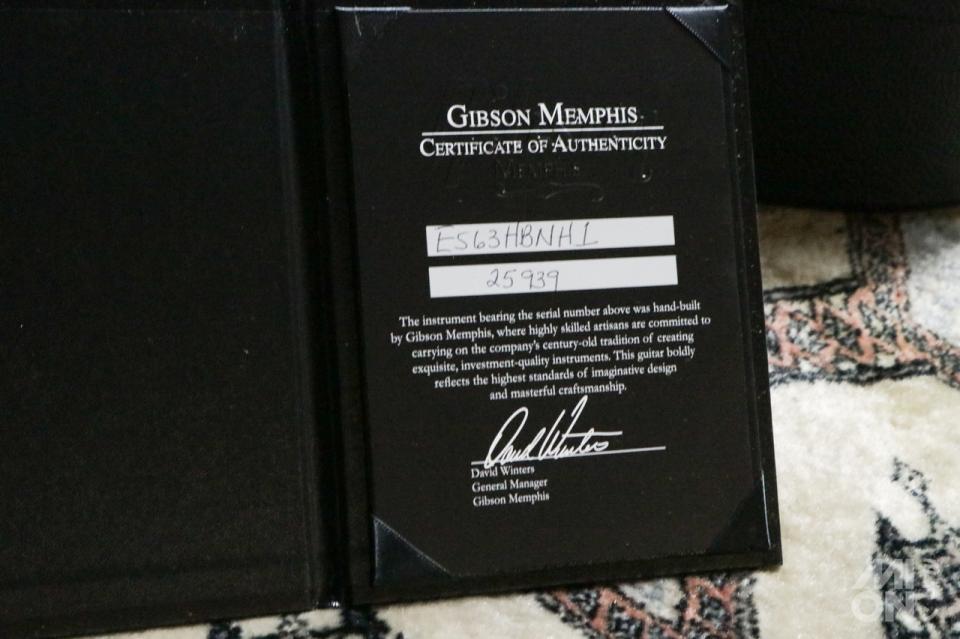 GIBSON MEMPHIS
CERTIFICATE OF AUTHENTICITY
MEMPHIS
ES63HBNH1
25939
The instrument bearing the serial number above was hand-built
by Gibson Memphis, where highly skilled artisans are committed to
carrying on the company's century-old tradition of creating
exquisite, investment-quality instruments. This guitar boldly
reflects the highest standards of imaginative design
and masterful craftsmanship.
David Winters
David Winters
General Manager
Gibson Memphis